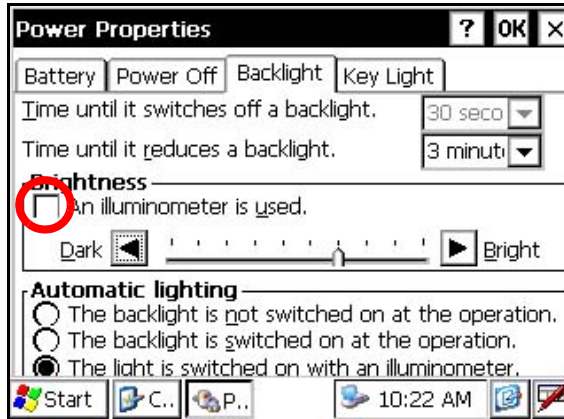 Power Properties ? OK ×
Battery Power Off Backlight Key Light
Time until it switches off a backlight. 30 seco
Time until it reduces a backlight. 3 minut
Brightness
An illuminometer is used.
Dark Bright
Automatic lighting
The backlight is not switched on at the operation.
The backlight is switched on at the operation.
The light is switched on with an illuminometer.
Start C.. P.. 10:22 AM